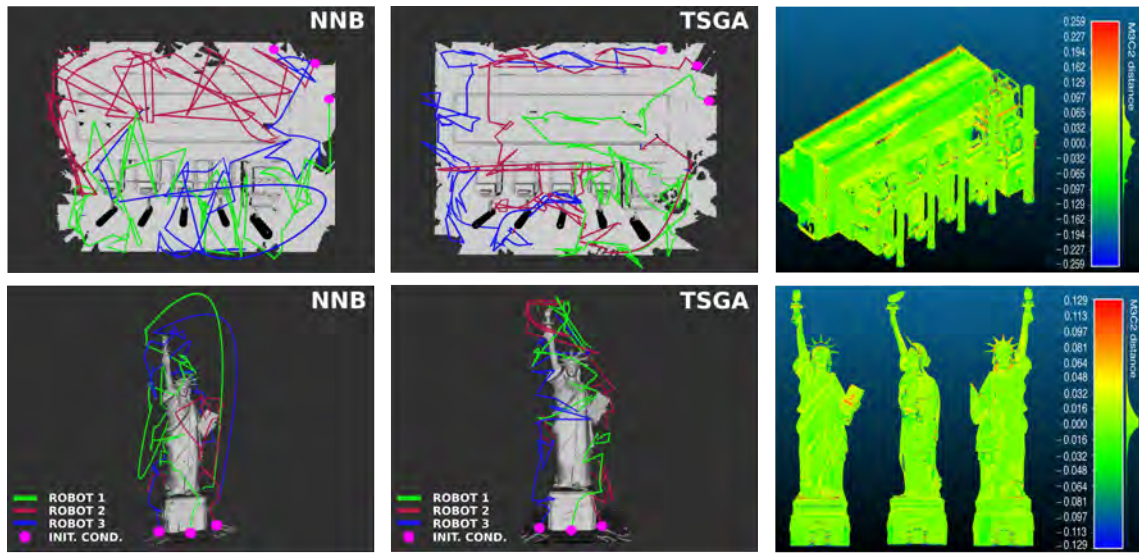 NNB
TSGA
0.259
0.227
0.194
0.162
0.129
0.097
0.065
0.032
0.000
−0.032
−0.065
−0.097
−0.129
−0.162
−0.194
−0.227
−0.259
M3C2 distance
NNB
ROBOT 1
ROBOT 2
ROBOT 3
INIT. COND.
TSGA
ROBOT 1
ROBOT 2
ROBOT 3
INIT. COND.
0.129
0.113
0.097
0.081
0.064
0.048
0.032
0.016
0.000
−0.016
−0.032
−0.048
−0.064
−0.081
−0.097
−0.113
−0.129
M3C2 distance